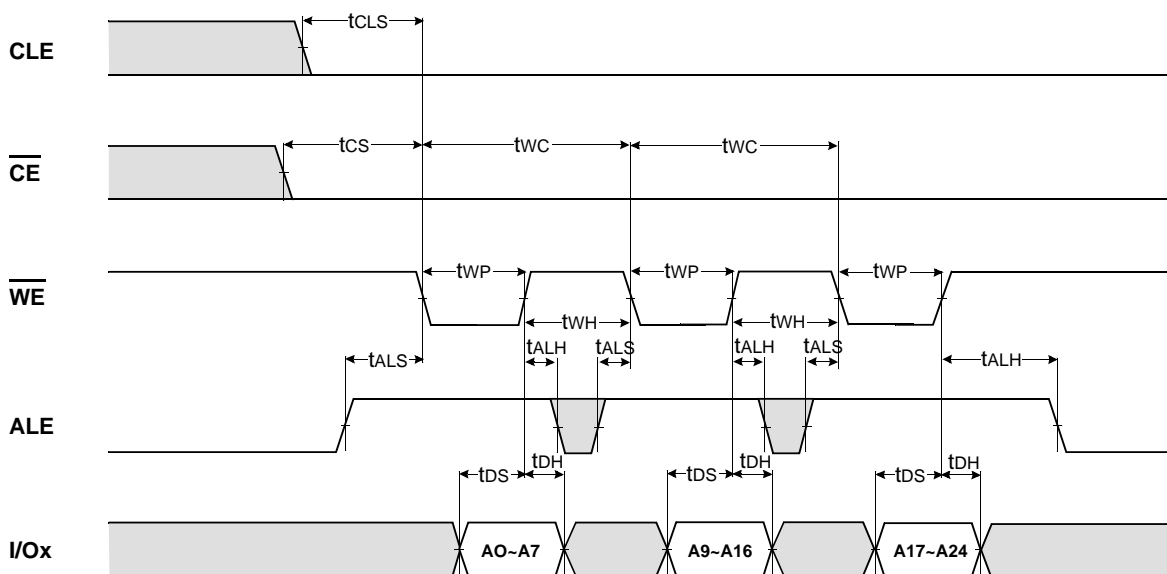 CLE
tCLS
CE
tCS
tWC
tWC
WE
tWP
tWP
tWP
tWH
tWH
tALS
tALH
tALS
tALH
tALS
tALH
ALE
tDS
tDH
tDS
tDH
tDS
tDH
I/Ox
AO~A7
A9~A16
A17~A24